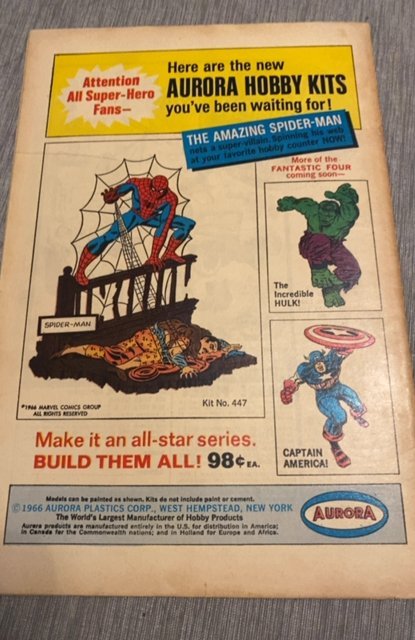 Attention
All Super-Hero
Fans—
Here are the new
AURORA HOBBY KITS
you've been waiting for!
THE AMAZING SPIDER-MAN
nets a super-villain. Spinning his web
at your favorite hobby counter NOW!
More of the
FANTASTIC FOUR
coming soon—
The
Incredible
HULK!
SPIDER-MAN
©1966 MARVEL COMICS GROUP
ALL RIGHTS RESERVED
Kit No. 447
CAPTAIN
AMERICA!
Make it an all-star series.
BUILD THEM ALL! 98¢ EA.
Models can be painted as shown. Kits do not include paint or cement.
© 1966 AURORA PLASTICS CORP., WEST HEMPSTEAD, NEW YORK
The World's Largest Manufacturer of Hobby Products
Aurora products are manufactured entirely in the U.S. for distribution in America;
in Canada for the Commonwealth nations; and in Holland for Europe and Africa.
AURORA